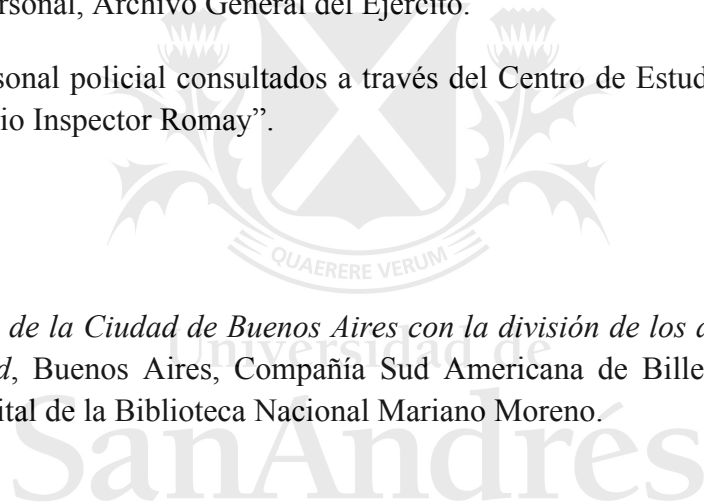 ersonal, Archivo General del Ejército.
sonal policial consultados a través del Centro de Estud
io Inspector Romay”.
QUAERERE VERUM
de la Ciudad de Buenos Aires con la división de los
d, Buenos Aires, Compañía Sud Americana de Bille
Universidad de
ital de la Biblioteca Nacional Mariano Moreno.
SanAndrés